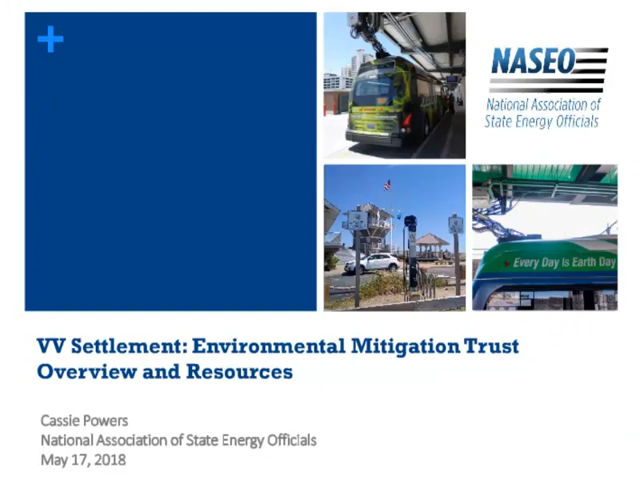 +
NASEO
National Association of
State Energy Officials
Every Day Is Earth Day
VV Settlement: Environmental Mitigation Trust
Overview and Resources
Cassie Powers
National Association of State Energy Officials
May 17, 2018